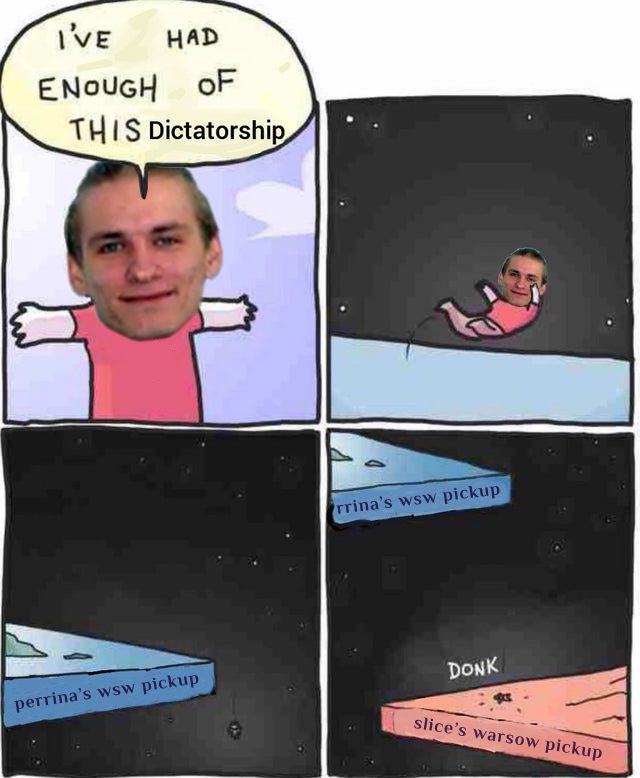 I'VE HAD
ENOUGH OF
THIS Dictatorship
perrina's wsw pickup
rrina's wsw pickup
DONK
slice's warsow pickup